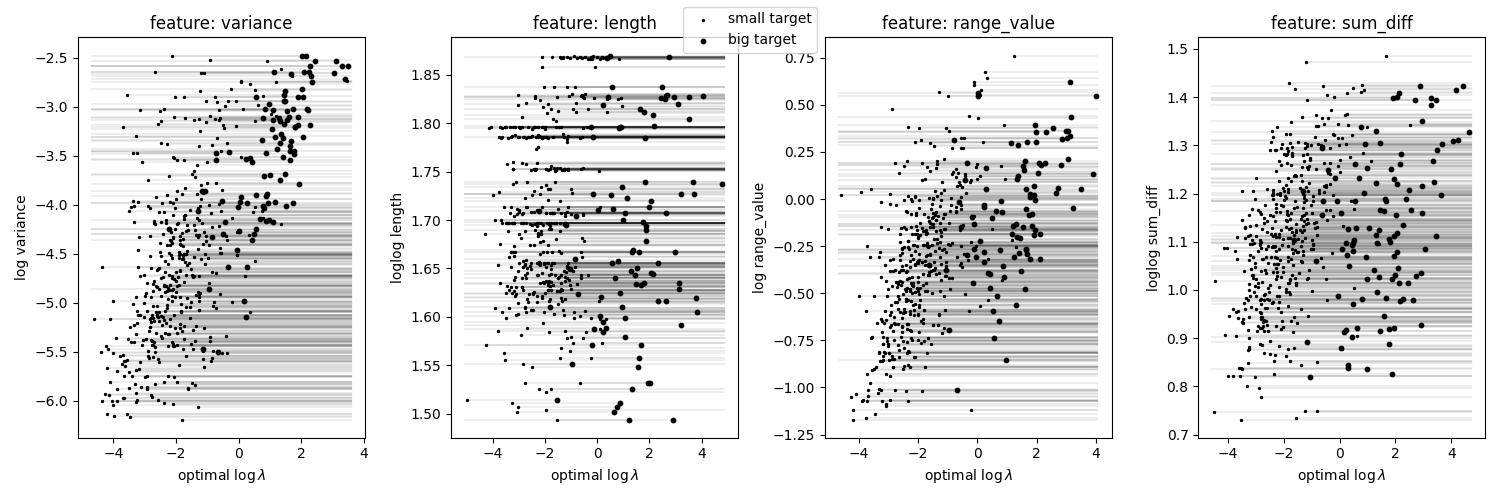 feature: variance
log variance
−2.5
−3.0
−3.5
−4.0
−4.5
−5.0
−5.5
−6.0
−4 −2 0 2 4
optimal log λ
feature: length
loglog length
1.85
1.80
1.75
1.70
1.65
1.60
1.55
1.50
−4 −2 0 2 4
optimal log λ
small target
big target
feature: range_value
log range_value
0.75
0.50
0.25
0.00
−0.25
−0.50
−0.75
−1.00
−1.25
−4 −2 0 2 4
optimal log λ
feature: sum_diff
loglog sum_diff
1.5
1.4
1.3
1.2
1.1
1.0
0.9
0.8
0.7
−4 −2 0 2 4
optimal log λ